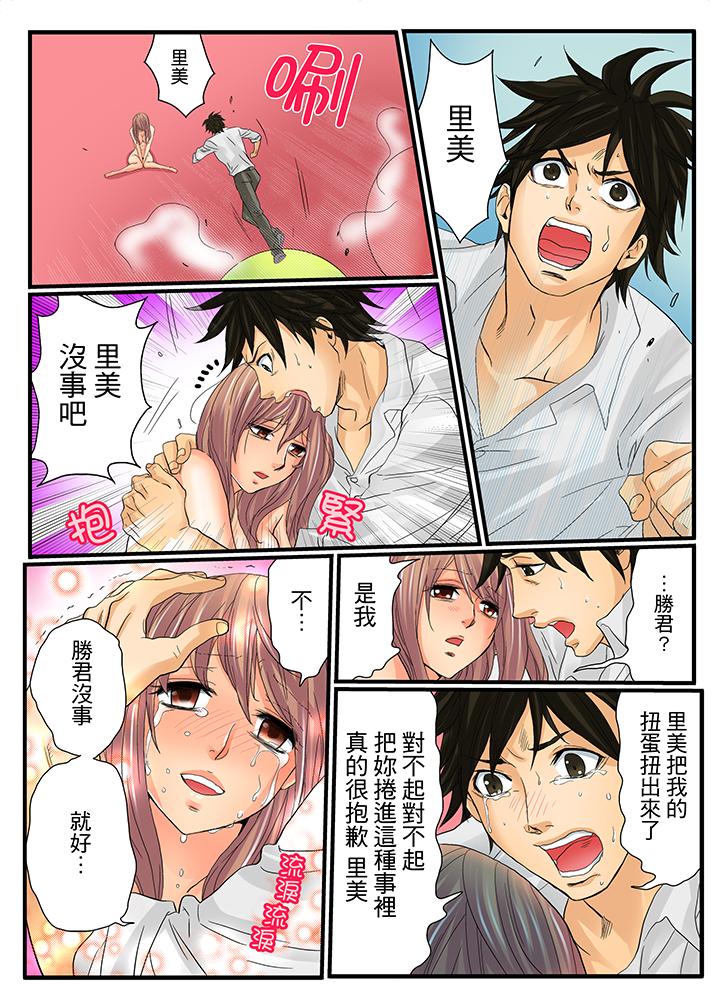 里美
唰
里美
里美
沒事吧
抱
緊
…勝君?
是我
里美把我的
扭蛋扭出來了
對不起對不起
把妳捲進這種事裡
真的很抱歉 里美
不…
勝君沒事
就好…
流淚流淚